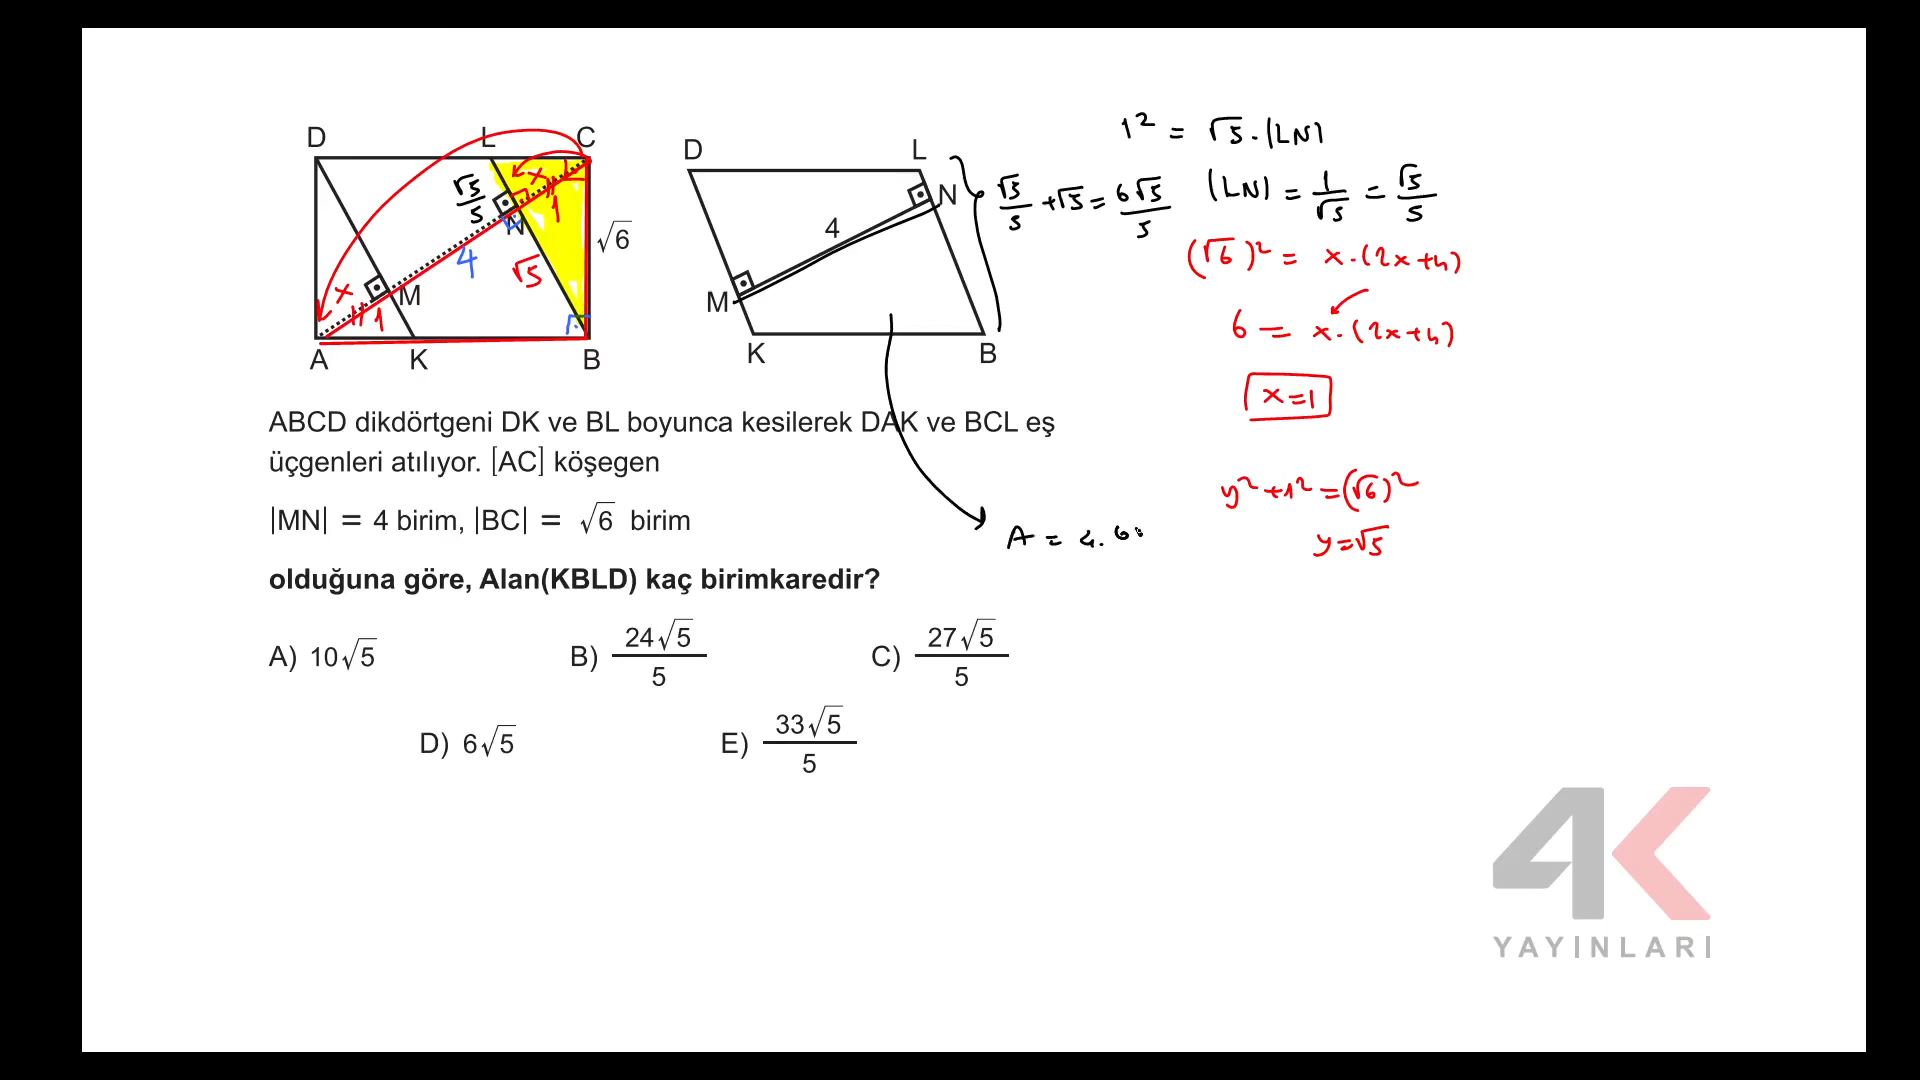 D L C
√5/5 x 1
N
√6
4 √5
x 1 M
A K B
D L
N
4
M
K B
√5/5 + √5 = 6√5/5
1² = √5 . |LN|
|LN| = 1/√5 = √5/5
(√6)² = x . (2x+4)
6 = x . (2x+4)
x = 1
y² + 1² = (√6)²
y = √5
ABCD dikdörtgeni DK ve BL boyunca kesilerek DAK ve BCL eş
üçgenleri atılıyor. [AC] köşegen
|MN| = 4 birim, |BC| = √6 birim
A = 4 . 6
olduğuna göre, Alan(KBLD) kaç birimkaredir?
A) 10√5 B) 24√5/5 C) 27√5/5
D) 6√5 E) 33√5/5
4K
YAYINLARI